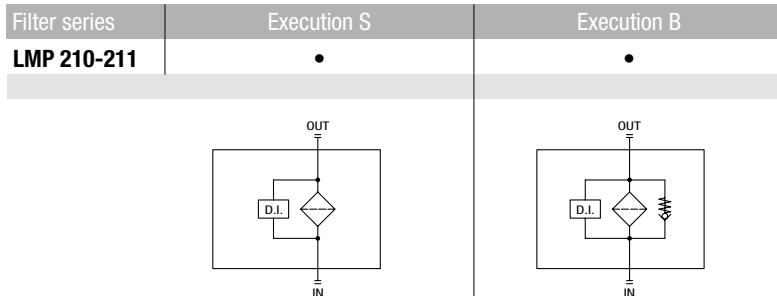 Filter series Execution S Execution B
LMP 210-211 • •
OUT OUT
D.I. D.I.
IN IN